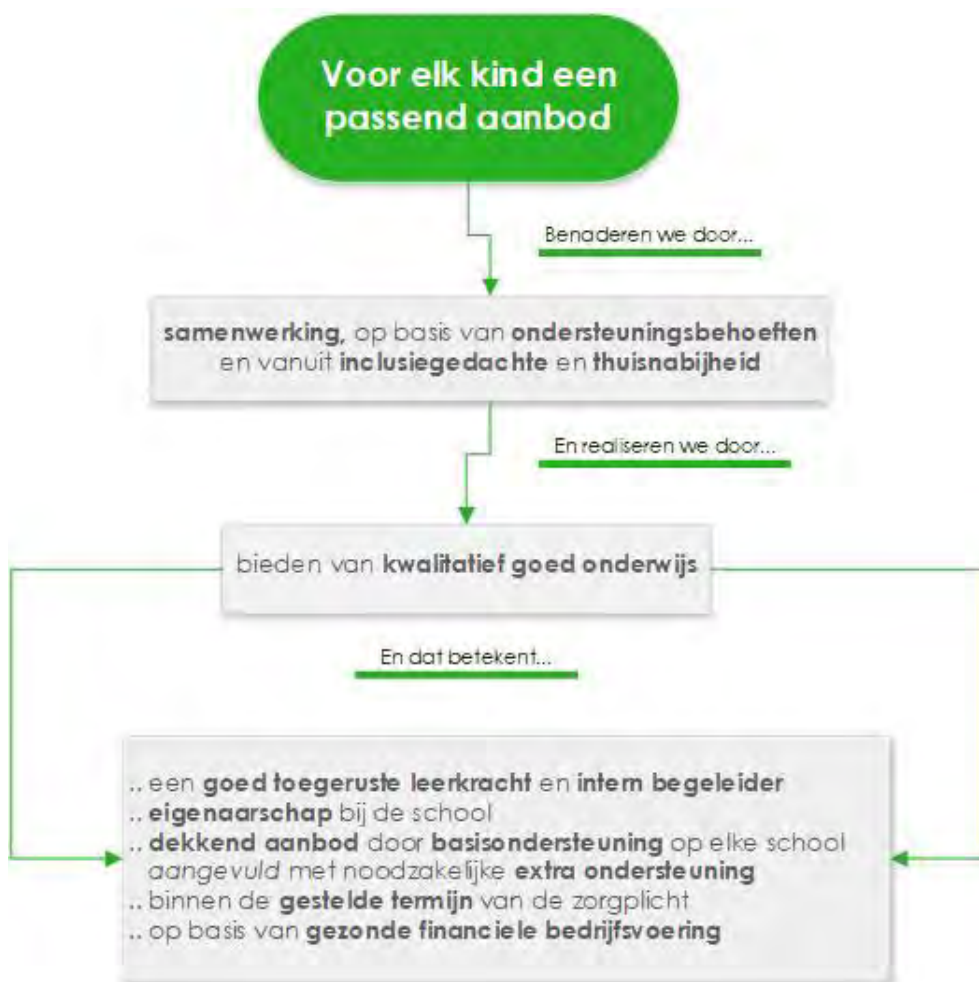 Voor elk kind een
passend aanbod
Benaderen we door...
samenwerking, op basis van ondersteuningsbehoeften
en vanuit inclusiegedachte en thuisnabijheid
En realiseren we door...
bieden van kwalitatief goed onderwijs
En dat betekent...
.. een goed toegeruste leerkracht en intern begeleider
.. eigenaarschap bij de school
.. dekkend aanbod door basisondersteuning op elke school
aangevuld met noodzakelijke extra ondersteuning
.. binnen de gestelde termijn van de zorgplicht
.. op basis van gezonde financiele bedrijfsvoering